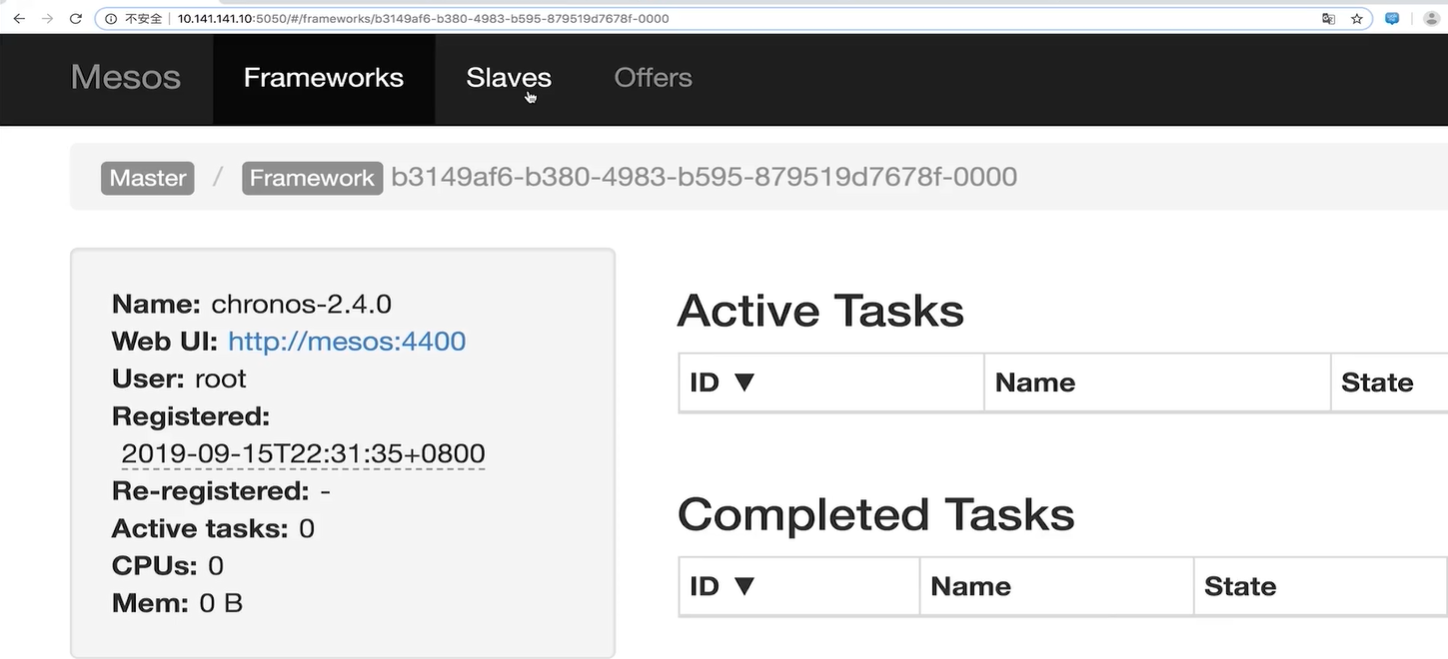 不安全 | 10.141.141.10:5050/#/frameworks/b3149af6-b380-4983-b595-879519d7678f-0000
Mesos Frameworks Slaves Offers
Master / Framework b3149af6-b380-4983-b595-879519d7678f-0000
Name: chronos-2.4.0
Web UI: http://mesos:4400
User: root
Registered:
2019-09-15T22:31:35+0800
Re-registered: -
Active tasks: 0
CPUs: 0
Mem: 0 B
Active Tasks
ID ▼ Name State
Completed Tasks
ID ▼ Name State